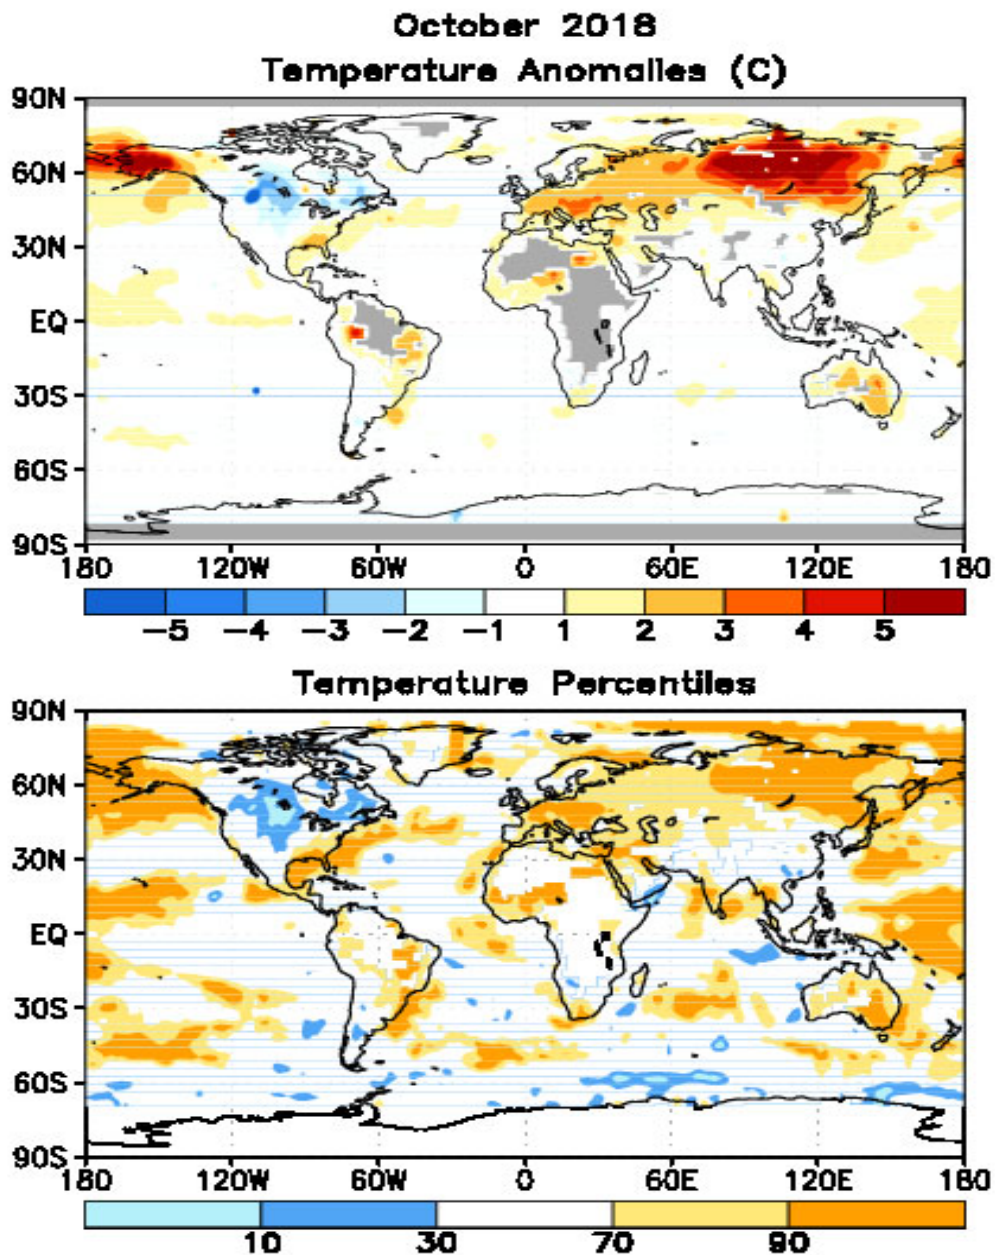 October 2018
Temperature Anomalies (C)
90N
60N
30N
EQ
30S
60S
90S
180 120W 60W 0 60E 120E 180
−5 −4 −3 −2 −1 1 2 3 4 5
Temperature Percentiles
90N
60N
30N
EQ
30S
60S
90S
180 120W 60W 0 60E 120E 180
10 30 70 90